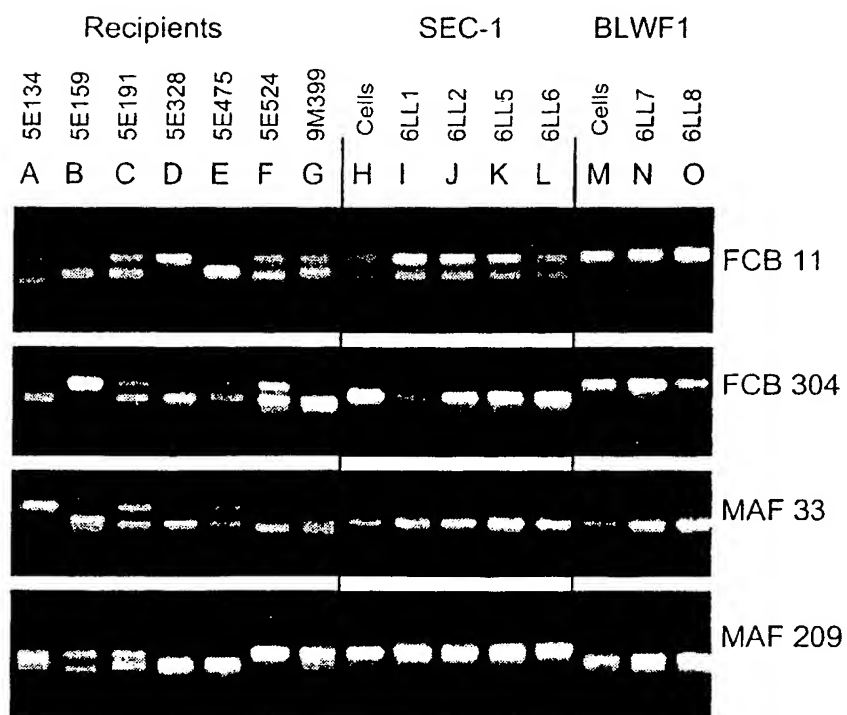 Recipients SEC-1 BLWF1
5E134 5E159 5E191 5E328 5E475 5E524 9M399 Cells 6LL1 6LL2 6LL5 6LL6 Cells 6LL7 6LL8
A B C D E F G H I J K L M N O
FCB 11
FCB 304
MAF 33
MAF 209